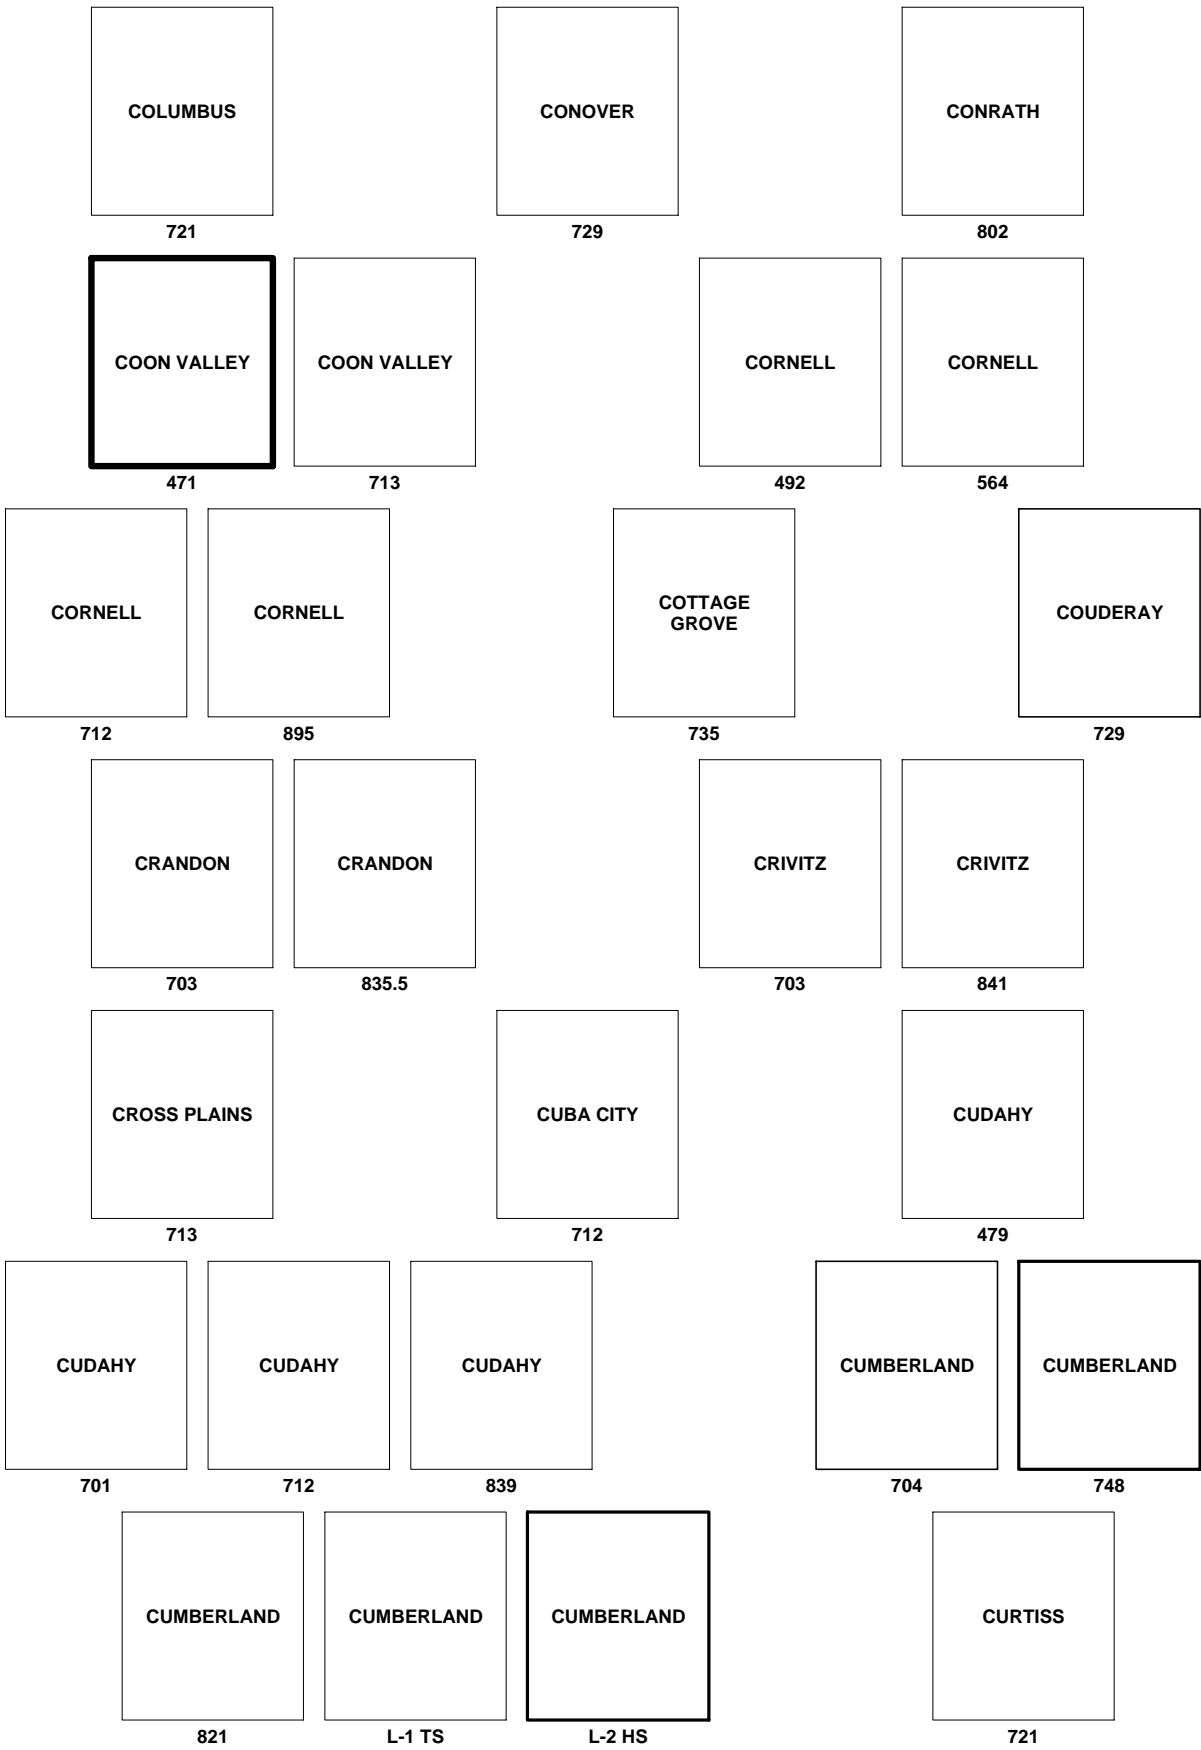 COLUMBUS
CONOVER
CONRATH
721
729
802
COON VALLEY
COON VALLEY
CORNELL
CORNELL
471
713
492
564
CORNELL
CORNELL
COTTAGE
GROVE
COUDERAY
712
895
735
729
CRANDON
CRANDON
CRIVITZ
CRIVITZ
703
835.5
703
841
CROSS PLAINS
CUBA CITY
CUDAHY
713
712
479
CUDAHY
CUDAHY
CUDAHY
CUMBERLAND
CUMBERLAND
701
712
839
704
748
CUMBERLAND
CUMBERLAND
CUMBERLAND
CURTISS
821
L-1 TS
L-2 HS
721